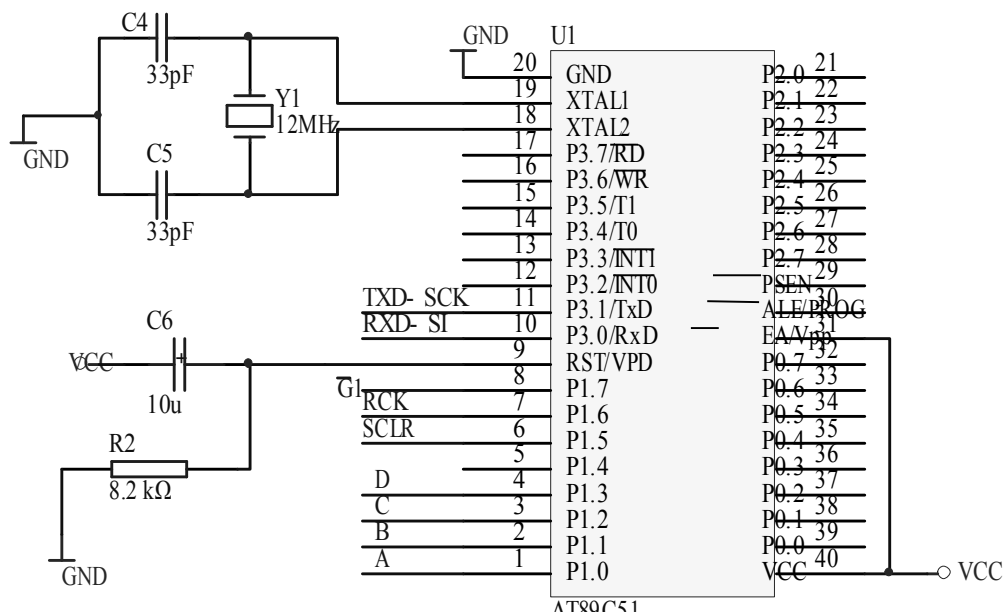 C4
33pF
GND
Y1
12MHz
C5
33pF
C6
VCC
10u
R2
8.2 kΩ
GND
GND
U1
20 GND P2.0 21
19 XTAL1 P2.1 22
18 XTAL2 P2.2 23
17 P3.7/RD P2.3 24
16 P3.6/WR P2.4 25
15 P3.5/T1 P2.5 26
14 P3.4/T0 P2.6 27
13 P3.3/INT1 P2.7 28
12 P3.2/INT0 PSEN 29
TXD- SCK 11 P3.1/TxD ALE/PROG 30
RXD- SI 10 P3.0/RxD EA/Vpp 31
9 RST/VPD P0.7 32
G1 8 P1.7 P0.6 33
RCK 7 P1.6 P0.5 34
SCLR 6 P1.5 P0.4 35
5 P1.4 P0.3 36
D 4 P1.3 P0.2 37
C 3 P1.2 P0.1 38
B 2 P1.1 P0.0 39
A 1 P1.0 VCC 40 VCC
AT89C51